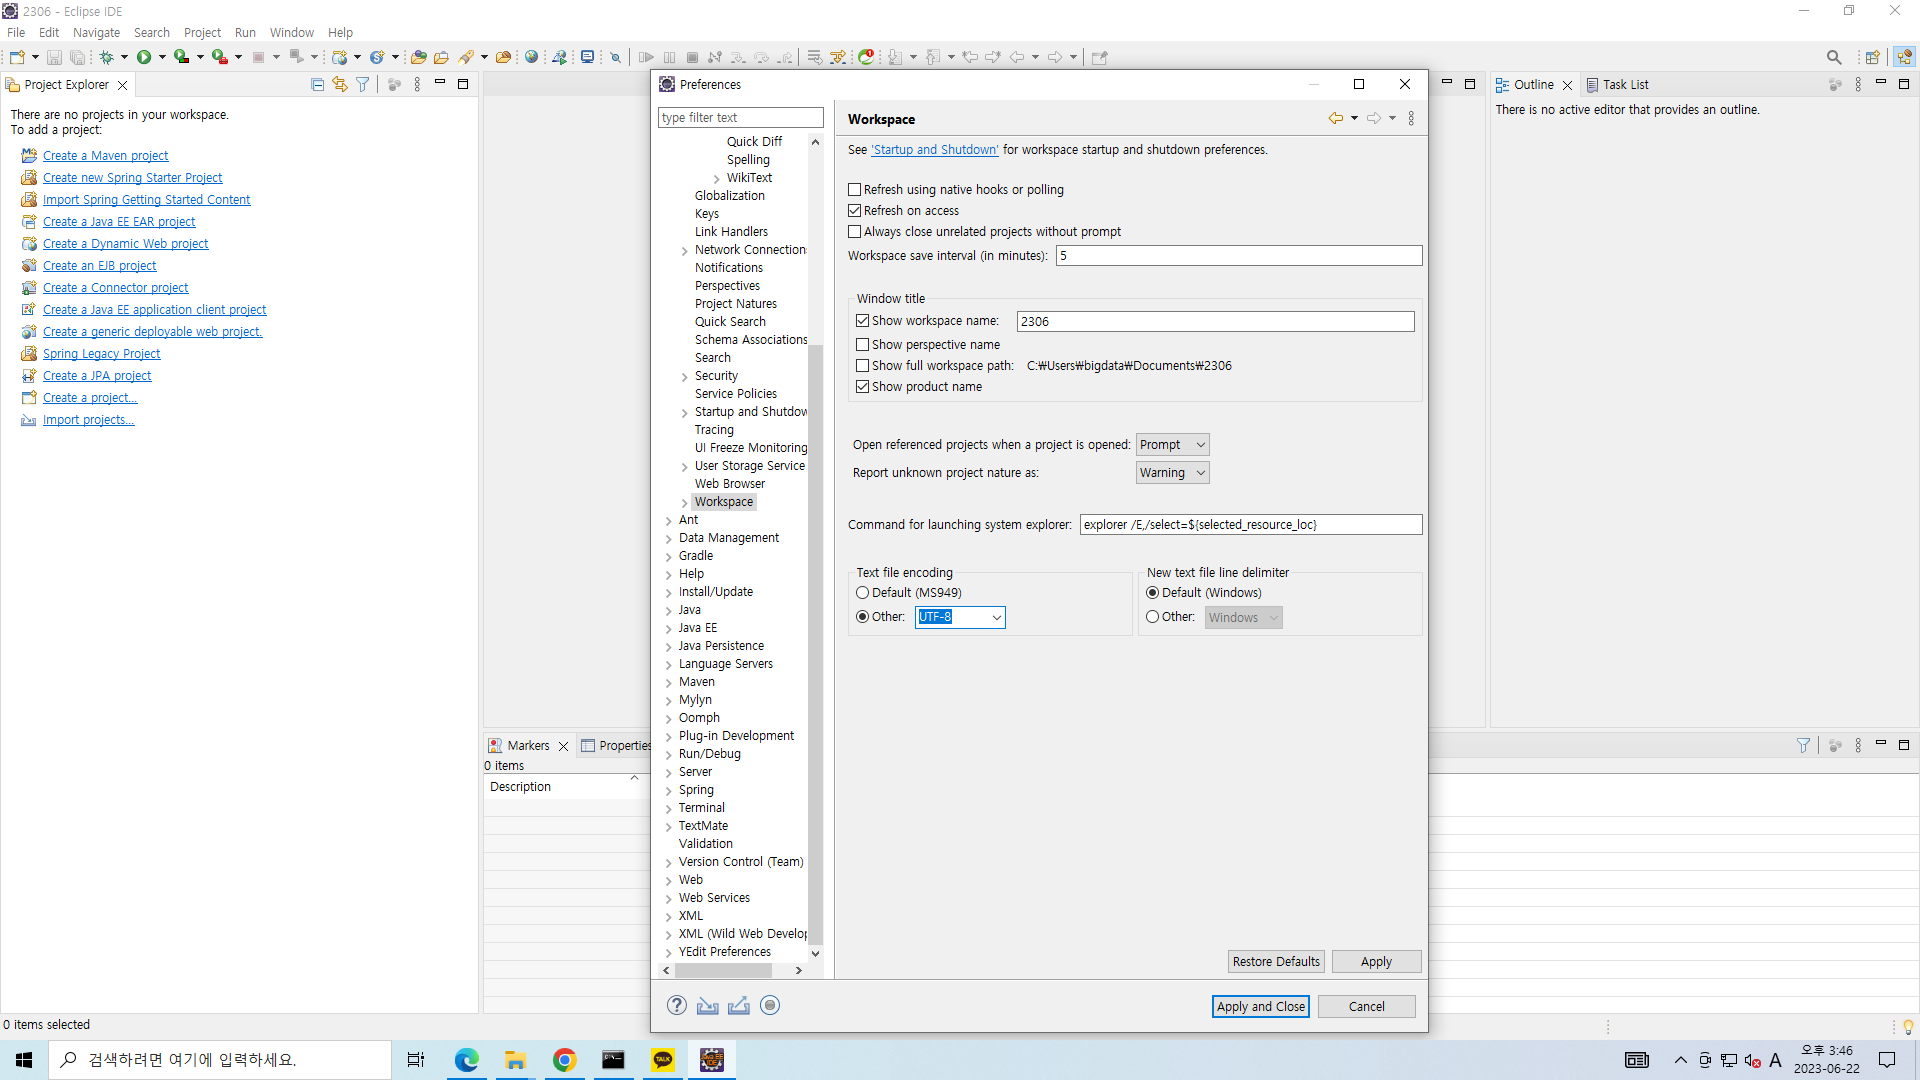 2306 - Eclipse IDE
File Edit Navigate Search Project Run Window Help
Project Explorer
There are no projects in your workspace.
To add a project:
Create a Maven project
Create new Spring Starter Project
Import Spring Getting Started Content
Create a Java EE EAR project
Create a Dynamic Web project
Create an EJB project
Create a Connector project
Create a Java EE application client project
Create a generic deployable web project.
Spring Legacy Project
Create a JPA project
Create a project...
Import projects...
Preferences
type filter text
Quick Diff
Spelling
WikiText
Globalization
Keys
Link Handlers
Network Connection
Notifications
Perspectives
Project Natures
Quick Search
Schema Associations
Search
Security
Service Policies
Startup and Shutdow
Tracing
UI Freeze Monitoring
User Storage Service
Web Browser
Workspace
Ant
Data Management
Gradle
Help
Install/Update
Java
Java EE
Java Persistence
Language Servers
Maven
Mylyn
Oomph
Plug-in Development
Run/Debug
Server
Spring
Terminal
TextMate
Validation
Version Control (Team)
Web
Web Services
XML
XML (Wild Web Develop
YEdit Preferences
Workspace
See 'Startup and Shutdown' for workspace startup and shutdown preferences.
Refresh using native hooks or polling
Refresh on access
Always close unrelated projects without prompt
Workspace save interval (in minutes): 5
Window title
Show workspace name: 2306
Show perspective name
Show full workspace path: C:₩Users₩bigdata₩Documents₩2306
Show product name
Open referenced projects when a project is opened: Prompt
Report unknown project nature as: Warning
Command for launching system explorer: explorer /E,/select=${selected_resource_loc}
Text file encoding
Default (MS949)
Other: UTF-8
New text file line delimiter
Default (Windows)
Other: Windows
Restore Defaults Apply
Apply and Close Cancel
Outline Task List
There is no active editor that provides an outline.
Markers Properties
0 items
Description
0 items selected
검색하려면 여기에 입력하세요.
TALK
Java EE
IDE
A
오후 3:46
2023-06-22